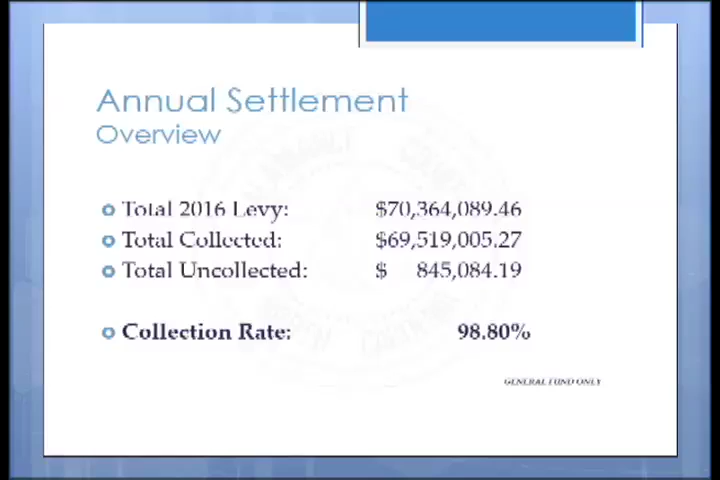 Annual Settlement
Overview
Total 2016 Levy: $70,364,089.46
Total Collected: $69,519,005.27
Total Uncollected: $ 845,084.19
Collection Rate: 98.80%
GENERAL FUND ONLY